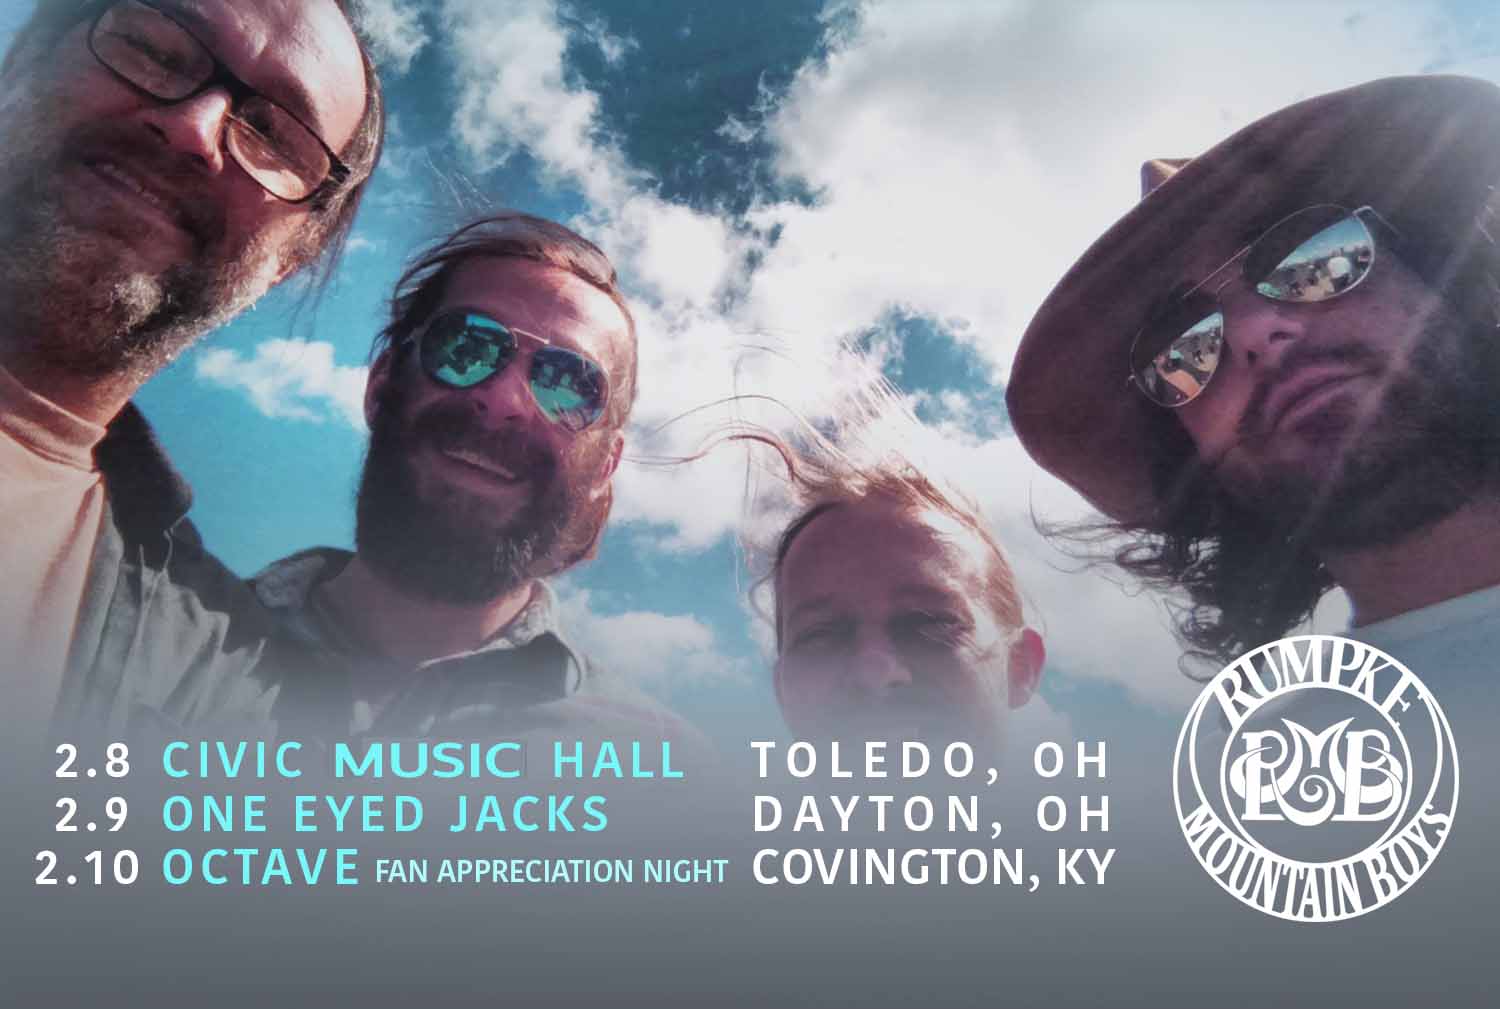 2.8 CIVIC MUSIC HALL TOLEDO, OH
2.9 ONE EYED JACKS DAYTON, OH
2.10 OCTAVE FAN APPRECIATION NIGHT COVINGTON, KY
RUMPKE
RMB
MOUNTAIN BOYS